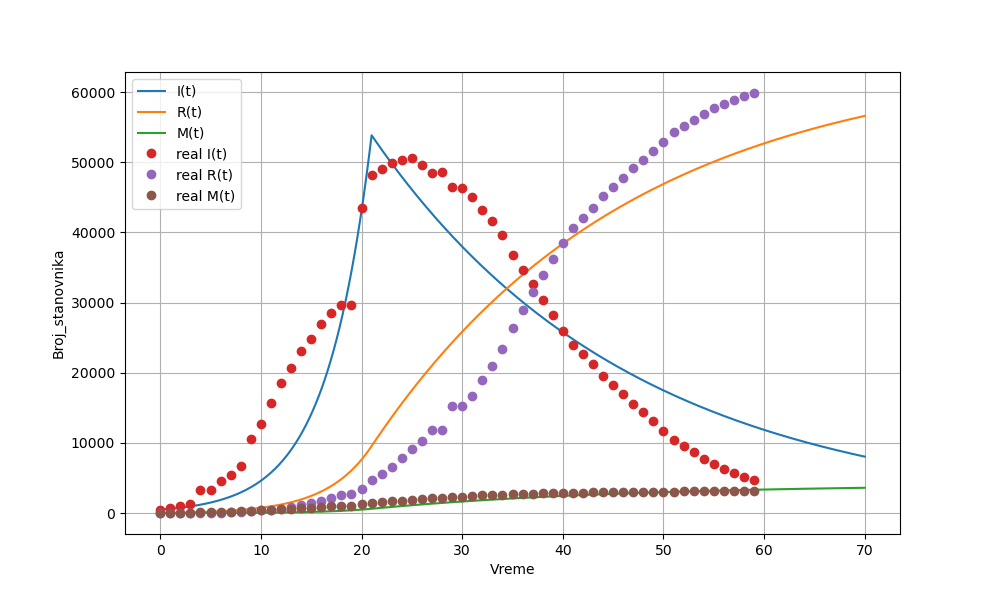 I(t)
R(t)
M(t)
real I(t)
real R(t)
real M(t)
60000
50000
40000
30000
20000
10000
0
Broj_stanovnika
0 10 20 30 40 50 60 70
Vreme